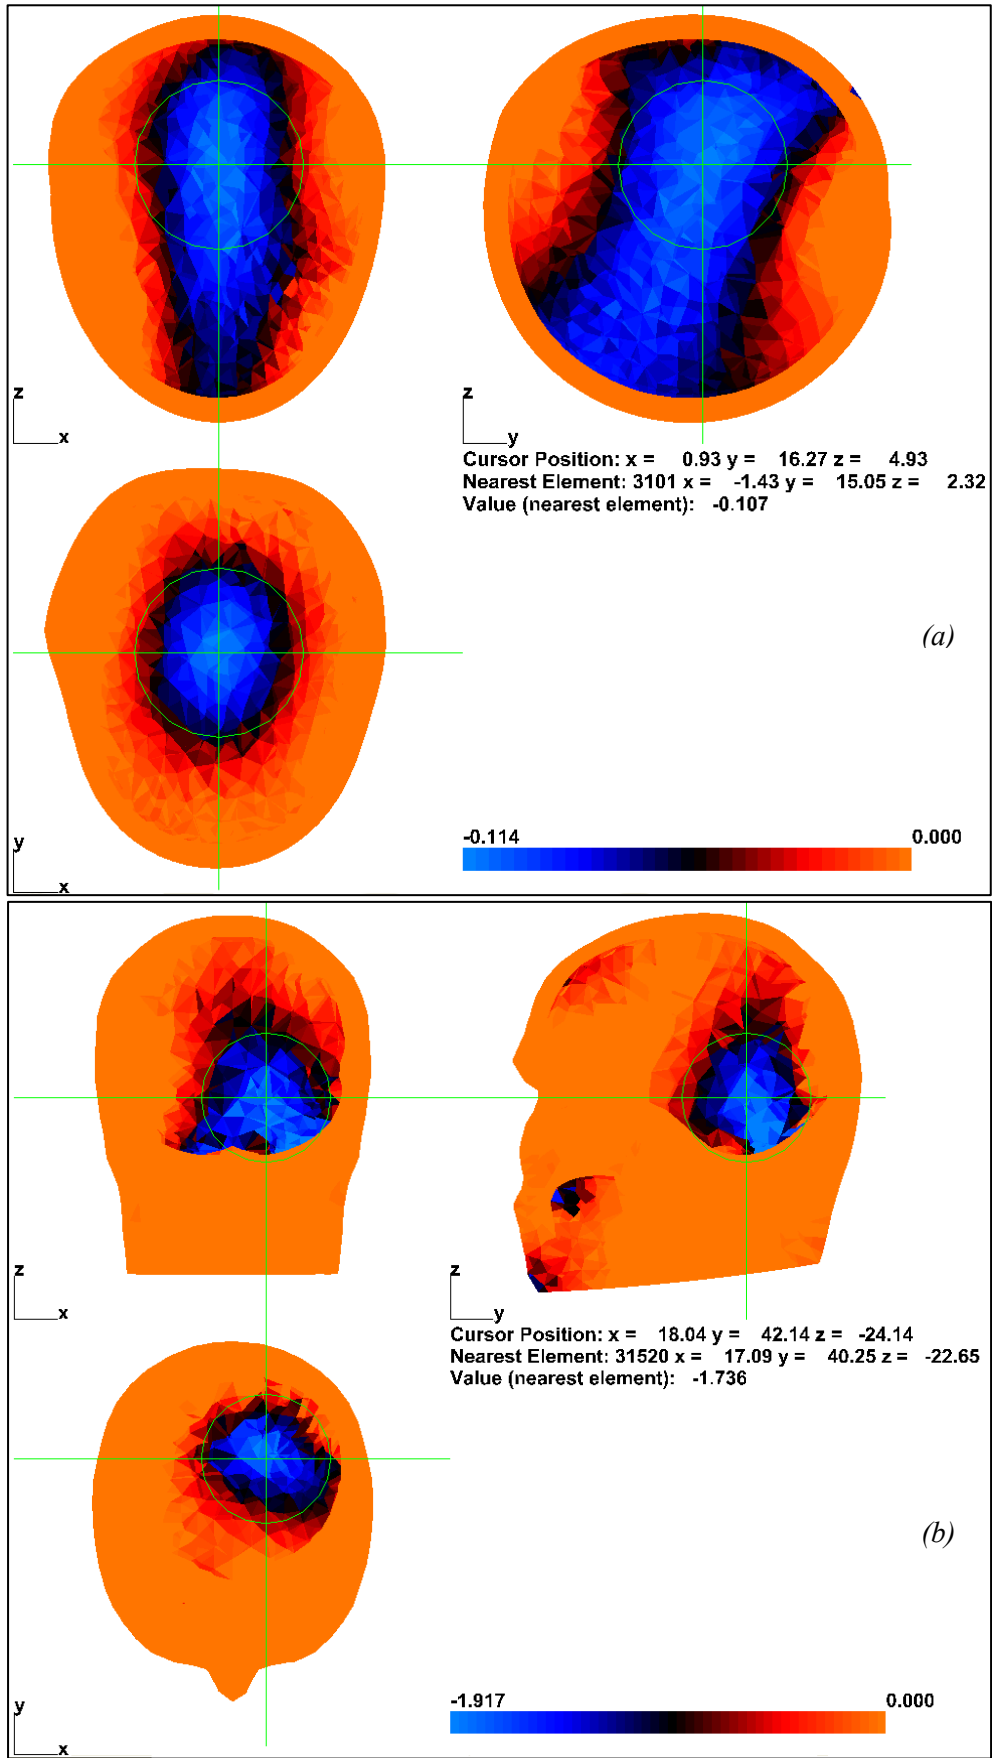 z
x
z
y
Cursor Position: x = 0.93 y = 16.27 z = 4.93
Nearest Element: 3101 x = -1.43 y = 15.05 z = 2.32
Value (nearest element): -0.107
(a)
y
x
-0.114 0.000
z
x
z
y
Cursor Position: x = 18.04 y = 42.14 z = -24.14
Nearest Element: 31520 x = 17.09 y = 40.25 z = -22.65
Value (nearest element): -1.736
(b)
-1.917 0.000
y
x